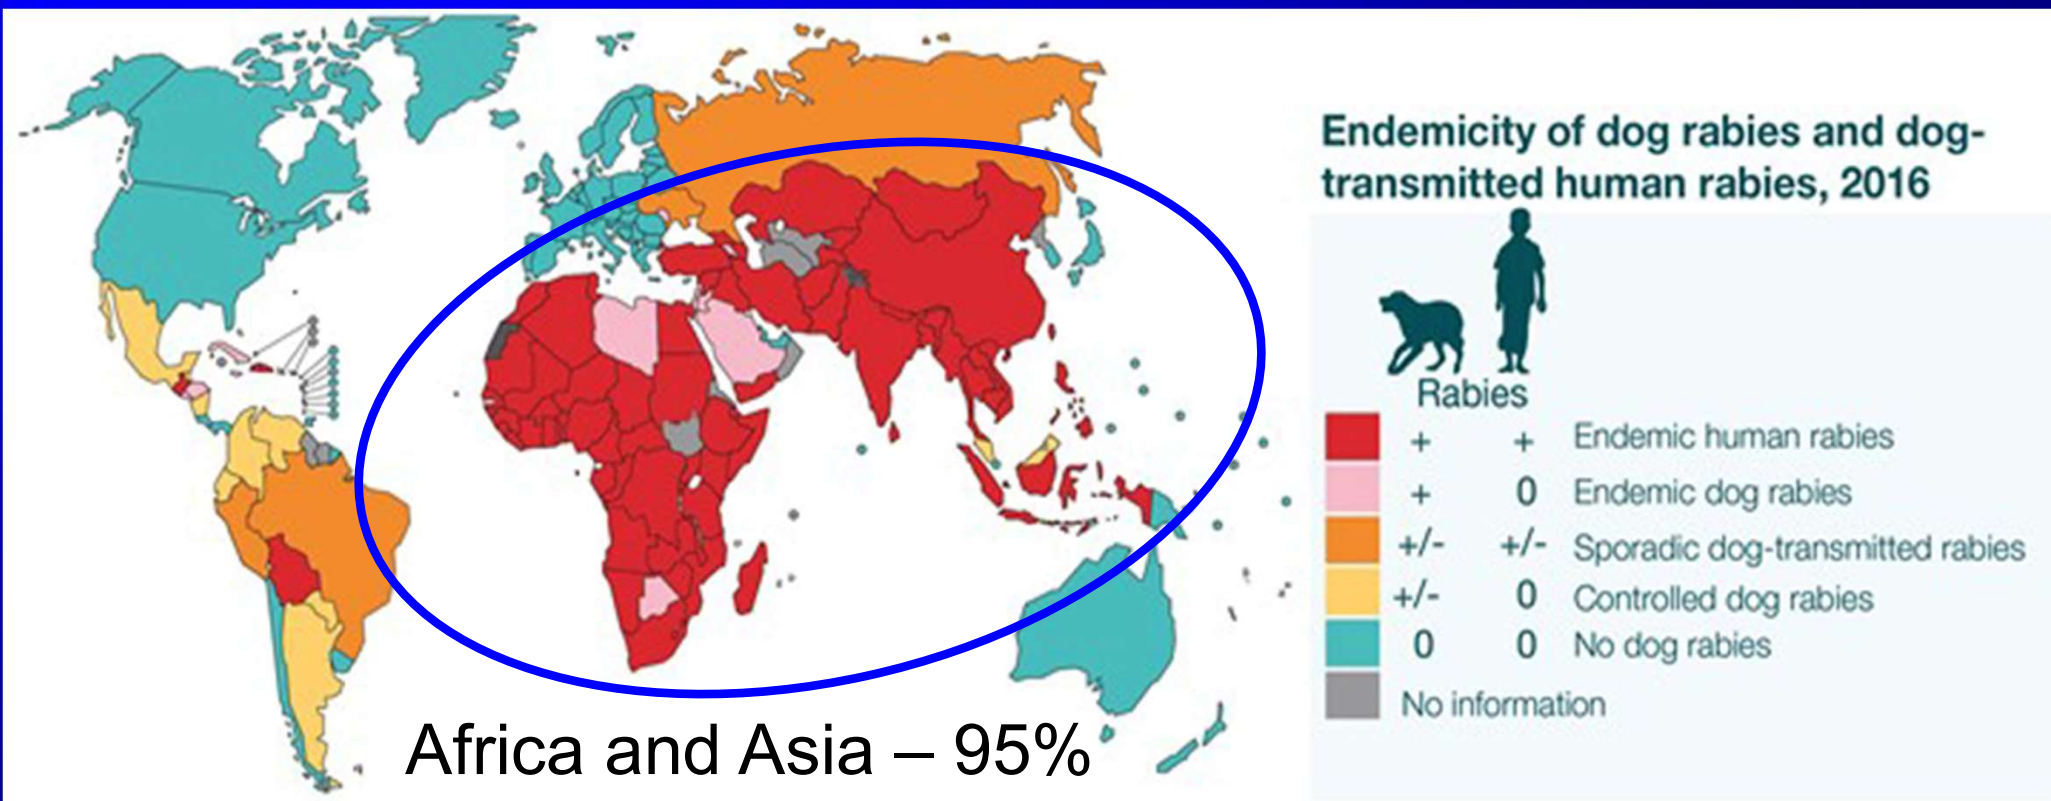 Endemicity of dog rabies and dog-
transmitted human rabies, 2016
Rabies
+ + Endemic human rabies
+ 0 Endemic dog rabies
+/- +/- Sporadic dog-transmitted rabies
+/- 0 Controlled dog rabies
0 0 No dog rabies
No information
Africa and Asia – 95%